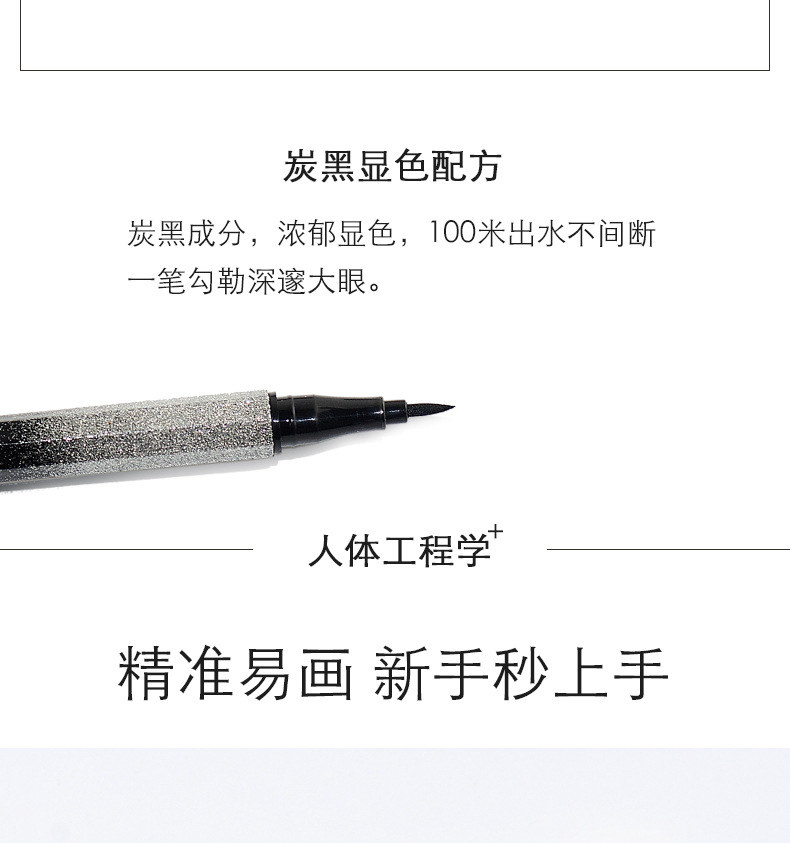 炭黑显色配方
炭黑成分，浓郁显色，100米出水不间断
一笔勾勒深邃大眼。
人体工程学+
精准易画 新手秒上手